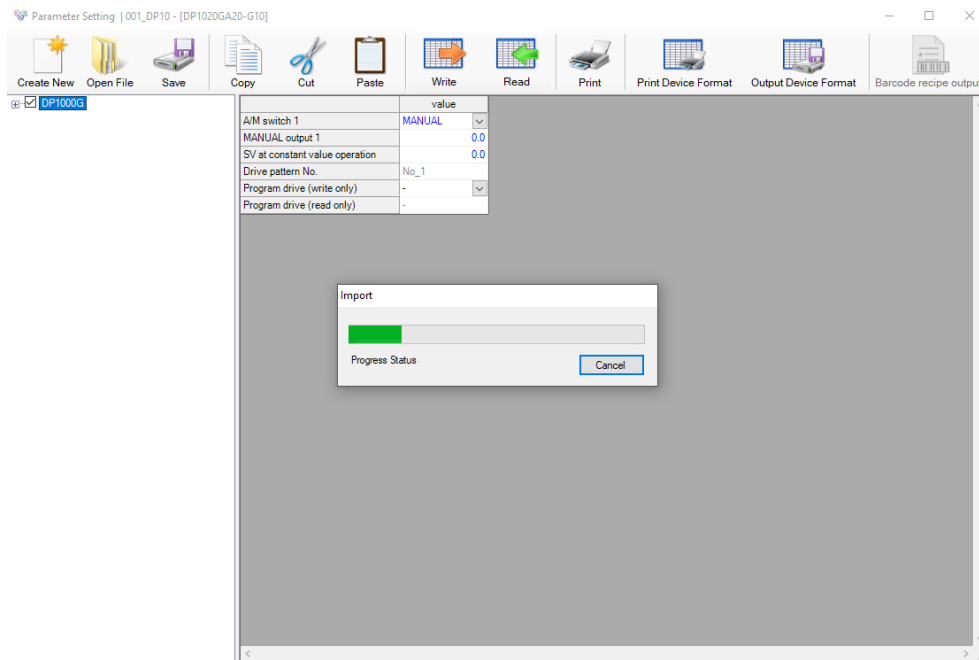 Parameter Setting | 001_DP10 - [DP1020GA20-G10]
Create New Open File Save Copy Cut Paste Write Read Print Print Device Format Output Device Format Barcode recipe outpu
DP1000G
value
A/M switch 1 MANUAL
MANUAL output 1 0.0
SV at constant value operation 0.0
Drive pattern No. No_1
Program drive (write only) -
Program drive (read only) -
Import
Progress Status
Cancel